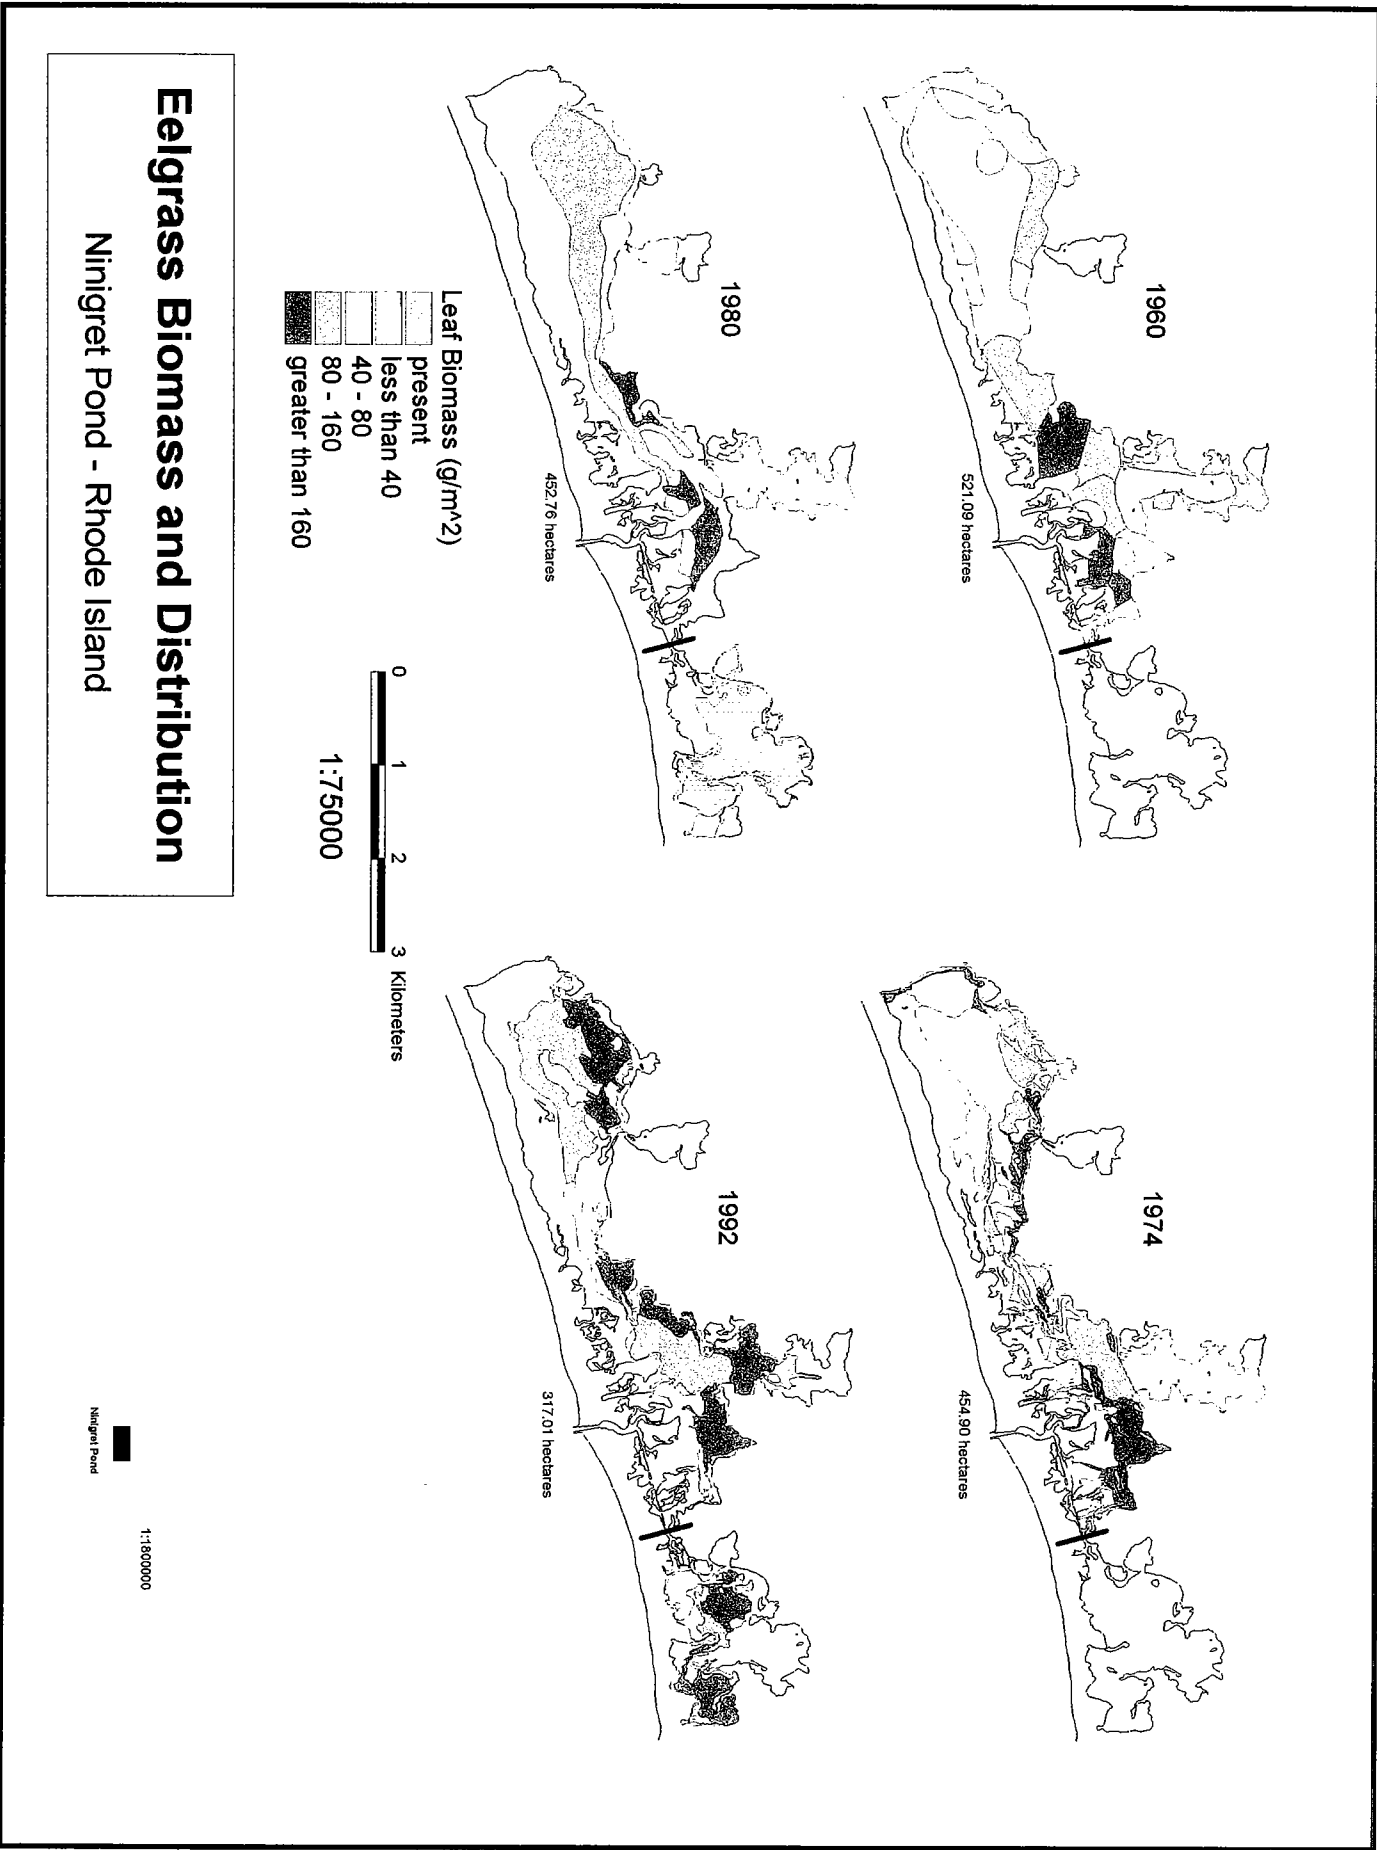 1960
521.09 hectares
1974
454.90 hectares
1980
452.76 hectares
1992
317.01 hectares
Leaf Biomass (g/m^2)
present
less than 40
40 - 80
80 - 160
greater than 160
0 1 2 3 Kilometers
1:75000
Eelgrass Biomass and Distribution
Ninigret Pond - Rhode Island
1:1800000
Ninigret Pond